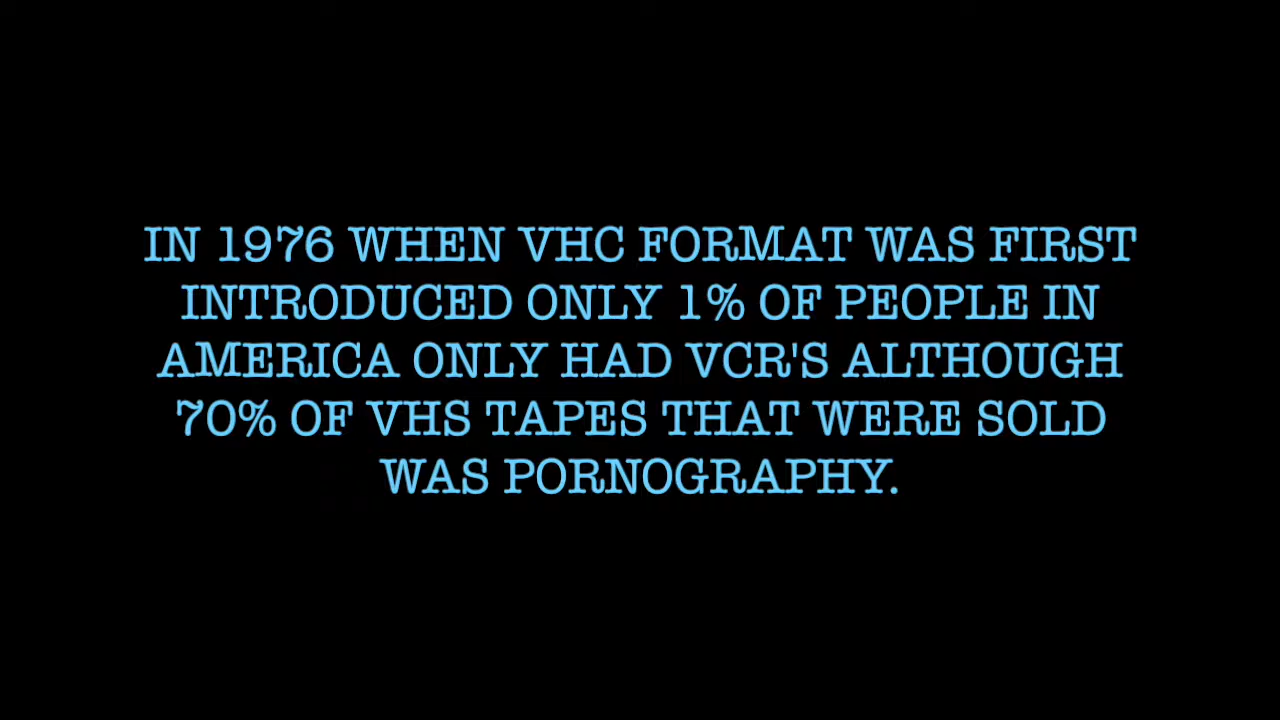 IN 1976 WHEN VHC FORMAT WAS FIRST
INTRODUCED ONLY 1% OF PEOPLE IN
AMERICA ONLY HAD VCR'S ALTHOUGH
70% OF VHS TAPES THAT WERE SOLD
WAS PORNOGRAPHY.